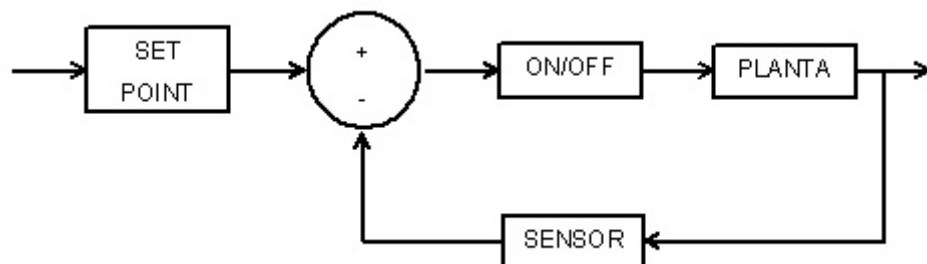 SET
POINT
+
-
ON/OFF
PLANTA
SENSOR